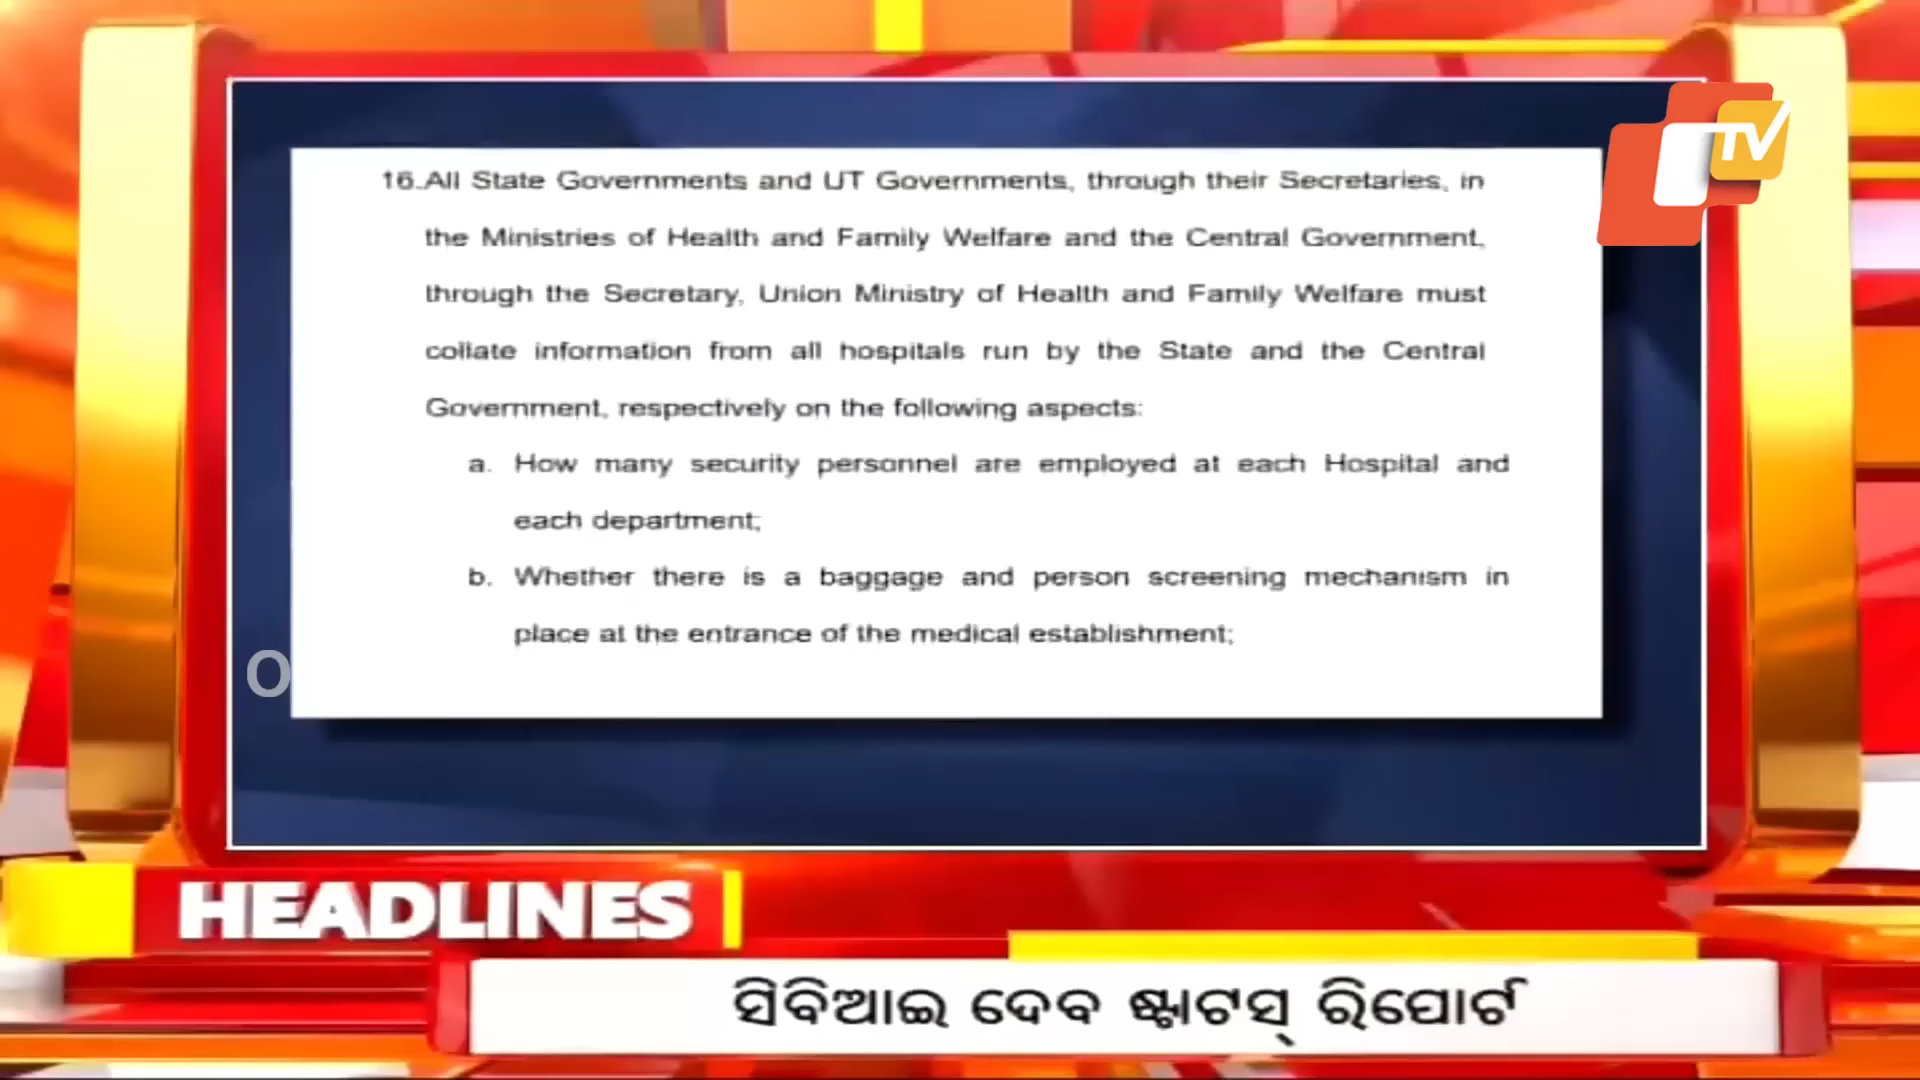 TV
16.All State Governments and UT Governments, through their Secretaries, in
the Ministries of Health and Family Welfare and the Central Government,
through the Secretary, Union Ministry of Health and Family Welfare must
collate information from all hospitals run by the State and the Central
Government, respectively on the following aspects:
a. How many security personnel are employed at each Hospital and
each department;
b. Whether there is a baggage and person screening mechanism in
place at the entrance of the medical establishment;
O
HEADLINES
ସିବିଆଇ ଦେବ ଷ୍ଟାଟସ୍ ରିପୋର୍ଟ